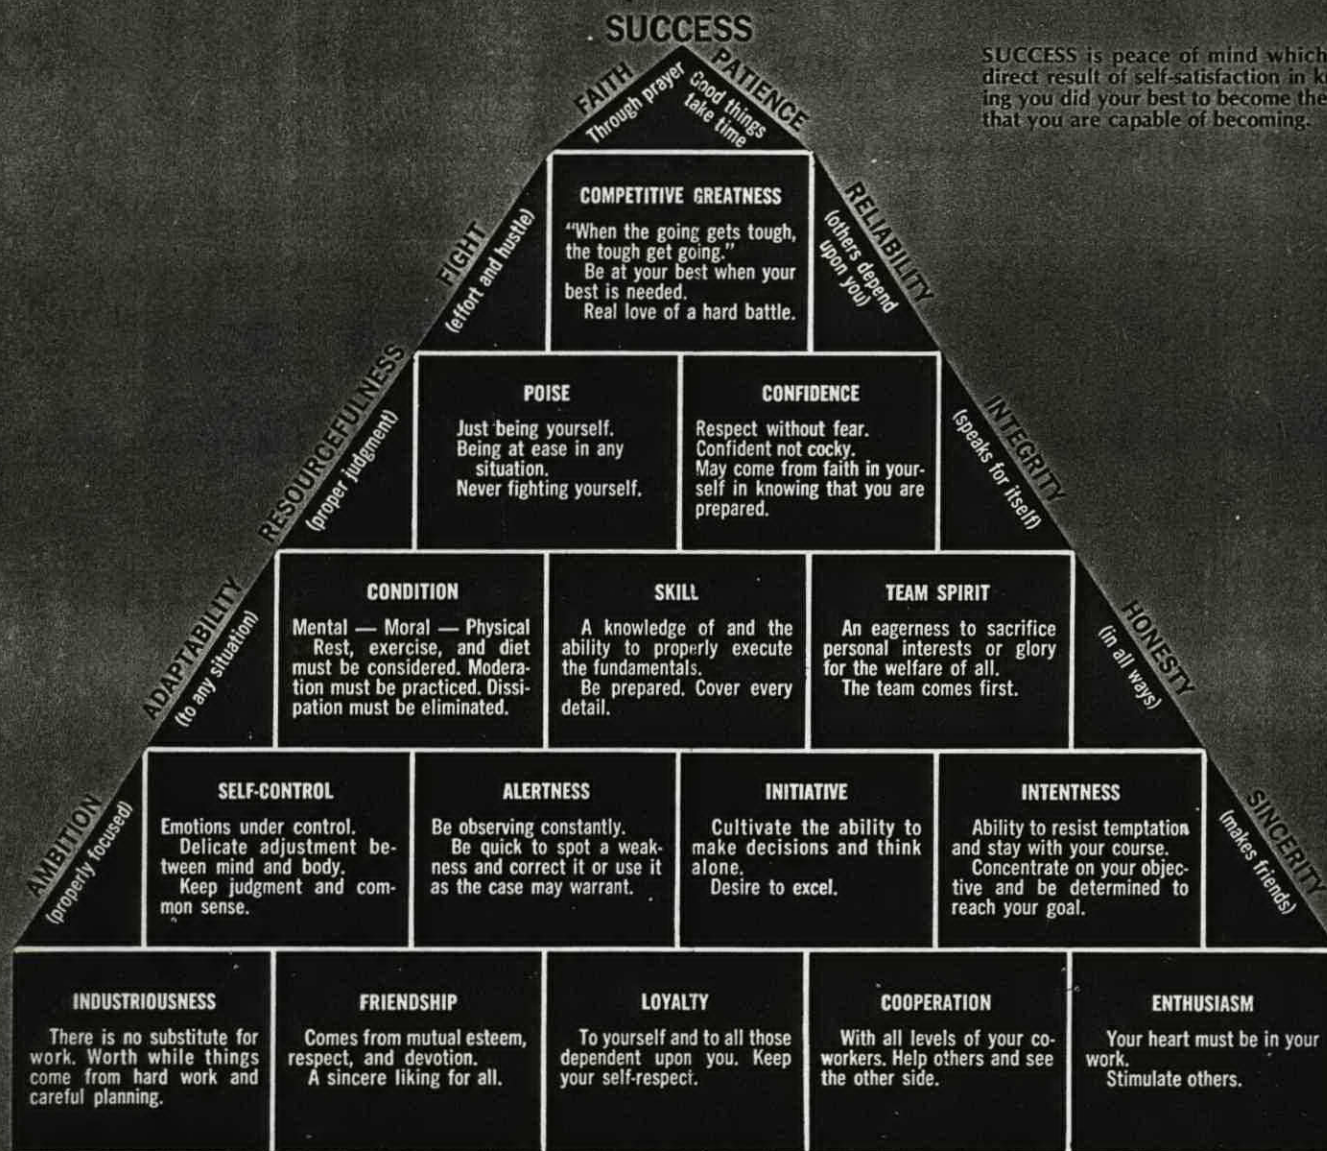 SUCCESS
SUCCESS is peace of mind which
direct result of self-satisfaction in
ing you did your best to become the
that you are capable of becoming.
FAITH
Through prayer
PATIENCE
Good things
take time
COMPETITIVE GREATNESS
“When the going gets tough,
the tough get going.”
Be at your best when your
best is needed.
Real love of a hard battle.
FIGHT
(effort and hustle)
RELIABILITY
(others depend
upon you)
POISE
Just being yourself.
Being at ease in any
situation.
Never fighting yourself.
CONFIDENCE
Respect without fear.
Confident not cocky.
May come from faith in your-
self in knowing that you are
prepared.
RESOURCEFULNESS
(proper judgment)
INTEGRITY
(speaks for itself)
CONDITION
Mental — Moral — Physical
Rest, exercise, and diet
must be considered. Modera-
tion must be practiced. Dissi-
pation must be eliminated.
SKILL
A knowledge of and the
ability to properly execute
the fundamentals.
Be prepared. Cover every
detail.
TEAM SPIRIT
An eagerness to sacrifice
personal interests or glory
for the welfare of all.
The team comes first.
ADAPTABILITY
(to any situation)
HONESTY
(in all ways)
SELF-CONTROL
Emotions under control.
Delicate adjustment be-
tween mind and body.
Keep judgment and com-
mon sense.
ALERTNESS
Be observing constantly.
Be quick to spot a weak-
ness and correct it or use it
as the case may warrant.
INITIATIVE
Cultivate the ability to
make decisions and think
alone.
Desire to excel.
INTENTNESS
Ability to resist temptation
and stay with your course.
Concentrate on your objec-
tive and be determined to
reach your goal.
AMBITION
(properly focused)
SINCERITY
(makes friends)
INDUSTRIOUSNESS
There is no substitute for
work. Worth while things
come from hard work and
careful planning.
FRIENDSHIP
Comes from mutual esteem,
respect, and devotion.
A sincere liking for all.
LOYALTY
To yourself and to all those
dependent upon you. Keep
your self-respect.
COOPERATION
With all levels of your co-
workers. Help others and see
the other side.
ENTHUSIASM
Your heart must be in your
work.
Stimulate others.